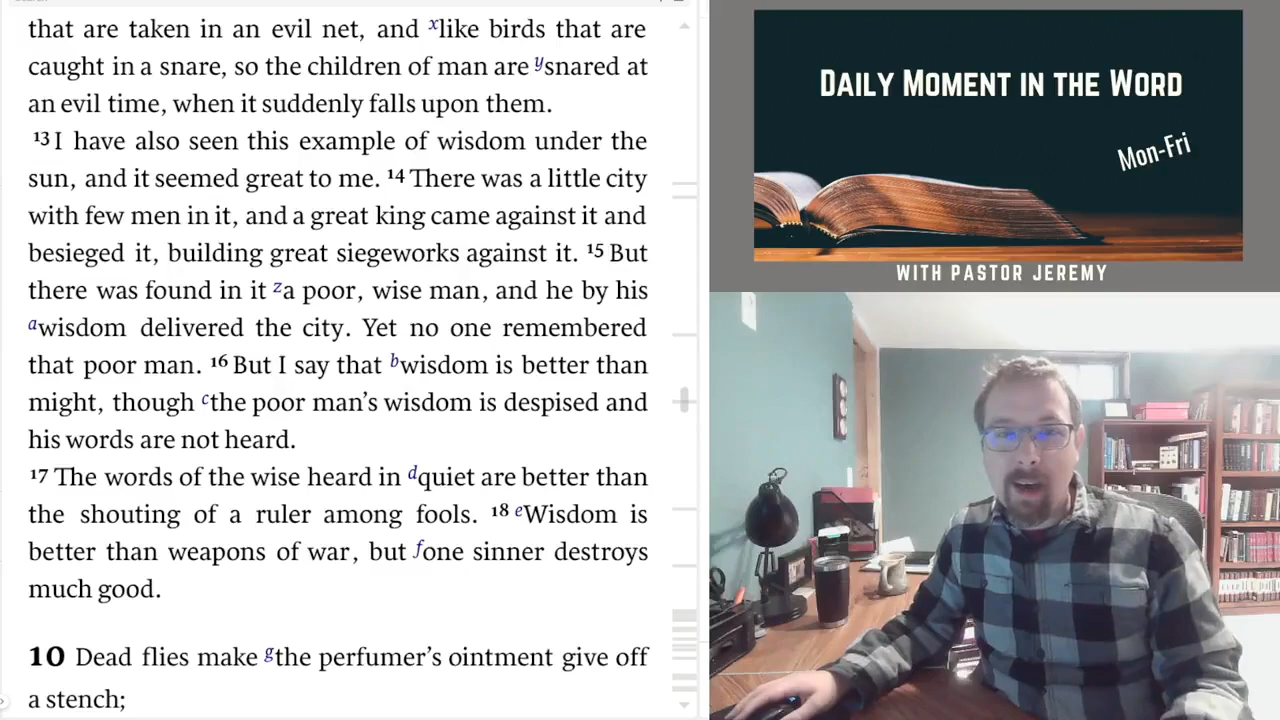 that are taken in an evil net, and xlike birds that are
caught in a snare, so the children of man are ysnared at
an evil time, when it suddenly falls upon them.
13 I have also seen this example of wisdom under the
sun, and it seemed great to me. 14 There was a little city
with few men in it, and a great king came against it and
besieged it, building great siegeworks against it. 15 But
there was found in it za poor, wise man, and he by his
awisdom delivered the city. Yet no one remembered
that poor man. 16 But I say that bwisdom is better than
might, though cthe poor man’s wisdom is despised and
his words are not heard.
17 The words of the wise heard in dquiet are better than
the shouting of a ruler among fools. 18 eWisdom is
better than weapons of war, but fone sinner destroys
much good.
10 Dead flies make gthe perfumer’s ointment give off
a stench;
DAILY MOMENT IN THE WORD
Mon-Fri
WITH PASTOR JEREMY